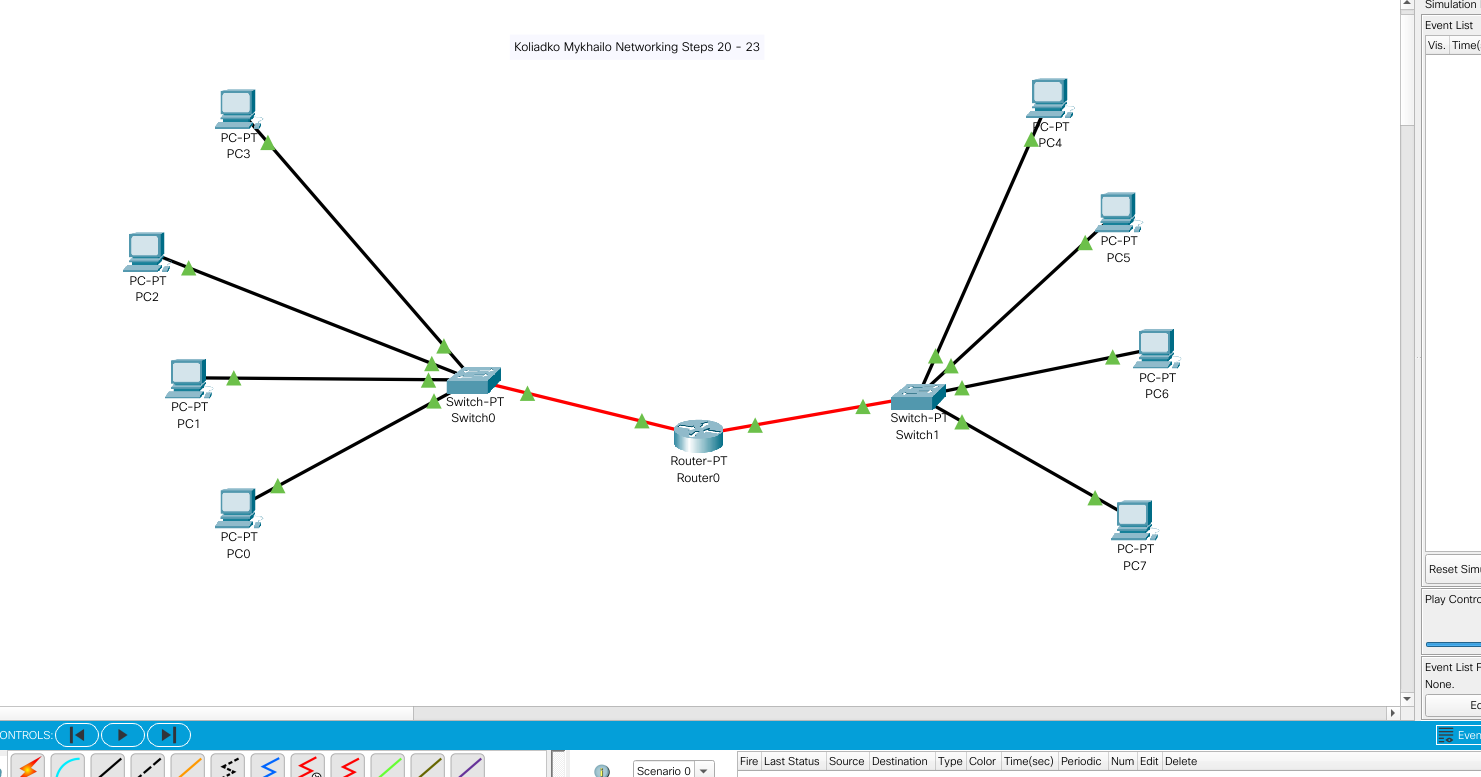 Simulation
Event List
Vis. Time(
Koliadko Mykhailo Networking Steps 20 - 23
PC-PT
PC3
PC-PT
PC4
PC-PT
PC5
PC-PT
PC2
PC-PT
PC6
PC-PT
PC1
Switch-PT
Switch0
Switch-PT
Switch1
Router-PT
Router0
PC-PT
PC0
PC-PT
PC7
Reset Sim
Play Contro
Event List F
None.
Ed
ONTROLS:
Even
Scenario 0
Fire Last Status Source Destination Type Color Time(sec) Periodic Num Edit Delete